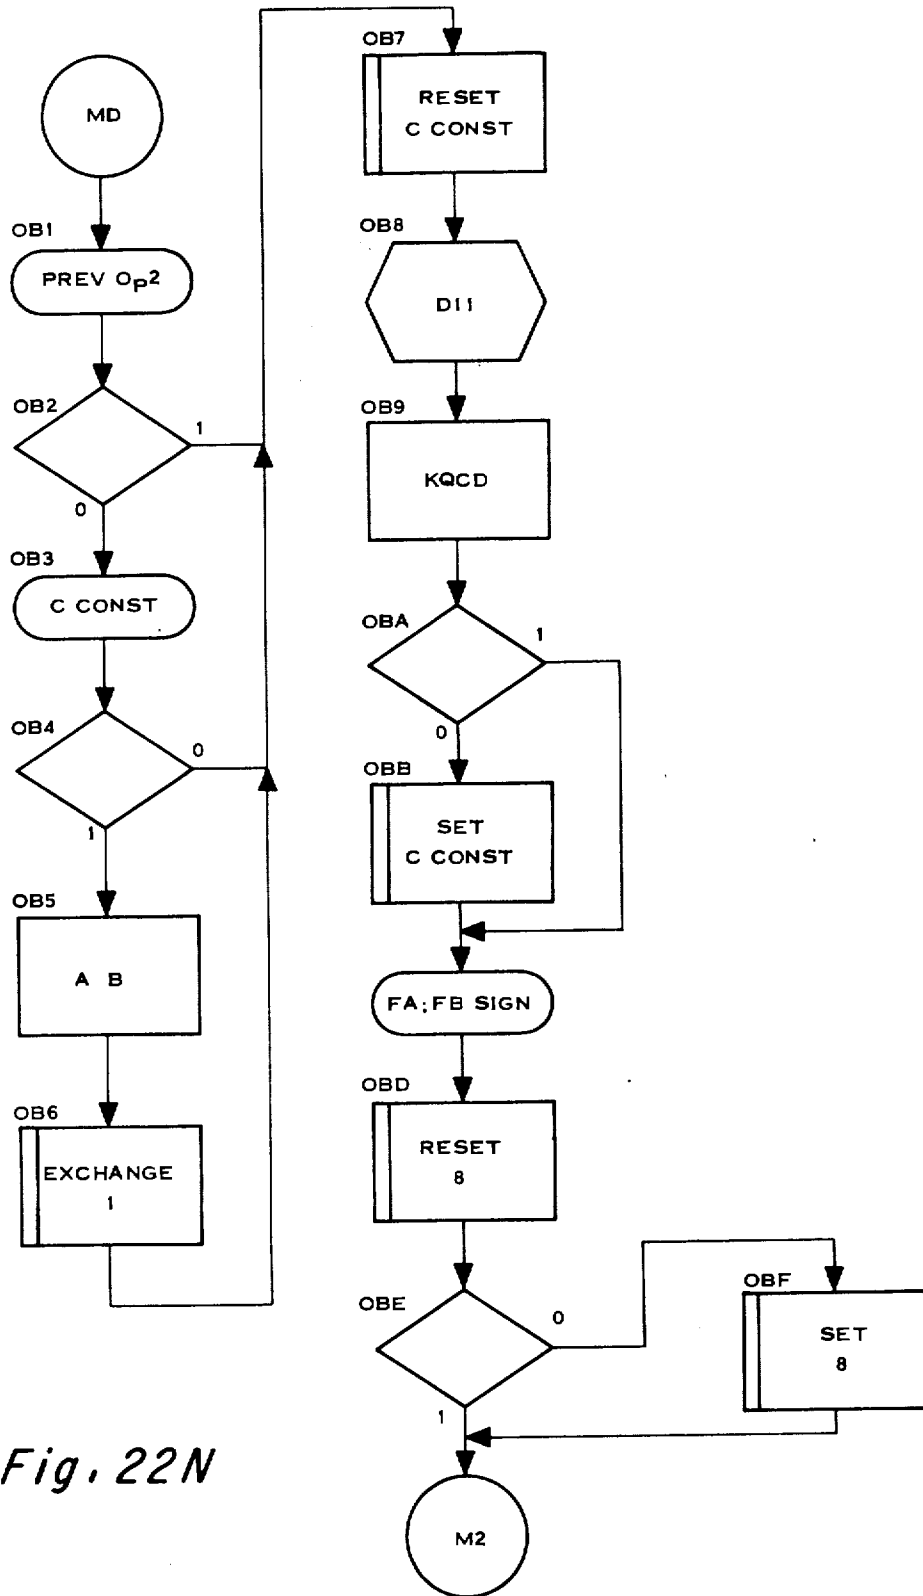 MD
OB1
PREV OP2
OB2
1
0
OB3
C CONST
OB4
0
1
OB5
A B
OB6
EXCHANGE
1
OB7
RESET
C CONST
OB8
D11
OB9
KQCD
OBA
1
0
OBB
SET
C CONST
FA; FB SIGN
OBD
RESET
8
OBE
0
1
OBF
SET
8
M2
Fig. 22N